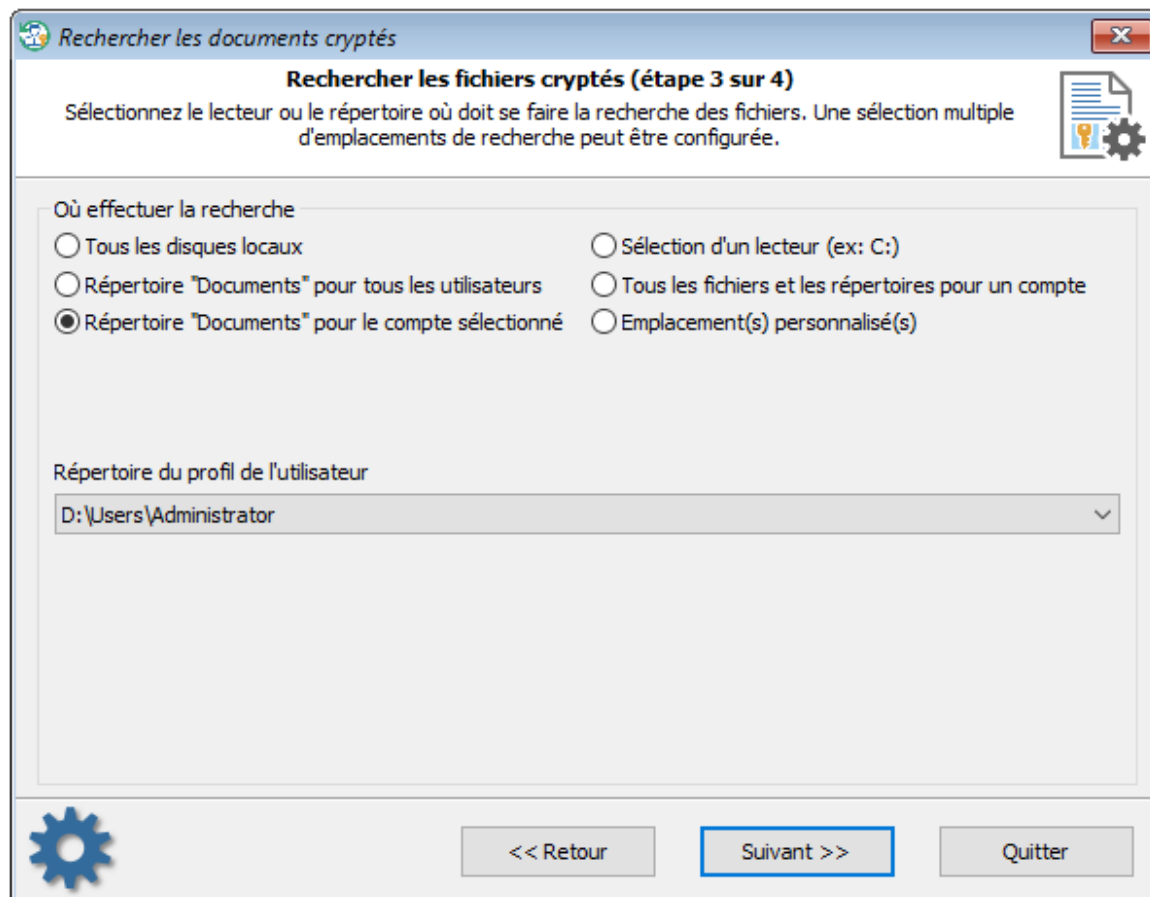 Rechercher les documents cryptés
Rechercher les fichiers cryptés (étape 3 sur 4)
Sélectionnez le lecteur ou le répertoire où doit se faire la recherche des fichiers. Une sélection multiple
d'emplacements de recherche peut être configurée.
Où effectuer la recherche
Tous les disques locaux
Sélection d'un lecteur (ex: C:)
Répertoire "Documents" pour tous les utilisateurs
Tous les fichiers et les répertoires pour un compte
Répertoire "Documents" pour le compte sélectionné
Emplacement(s) personnalisé(s)
Répertoire du profil de l'utilisateur
D:\Users\Administrator
<< Retour
Suivant >>
Quitter